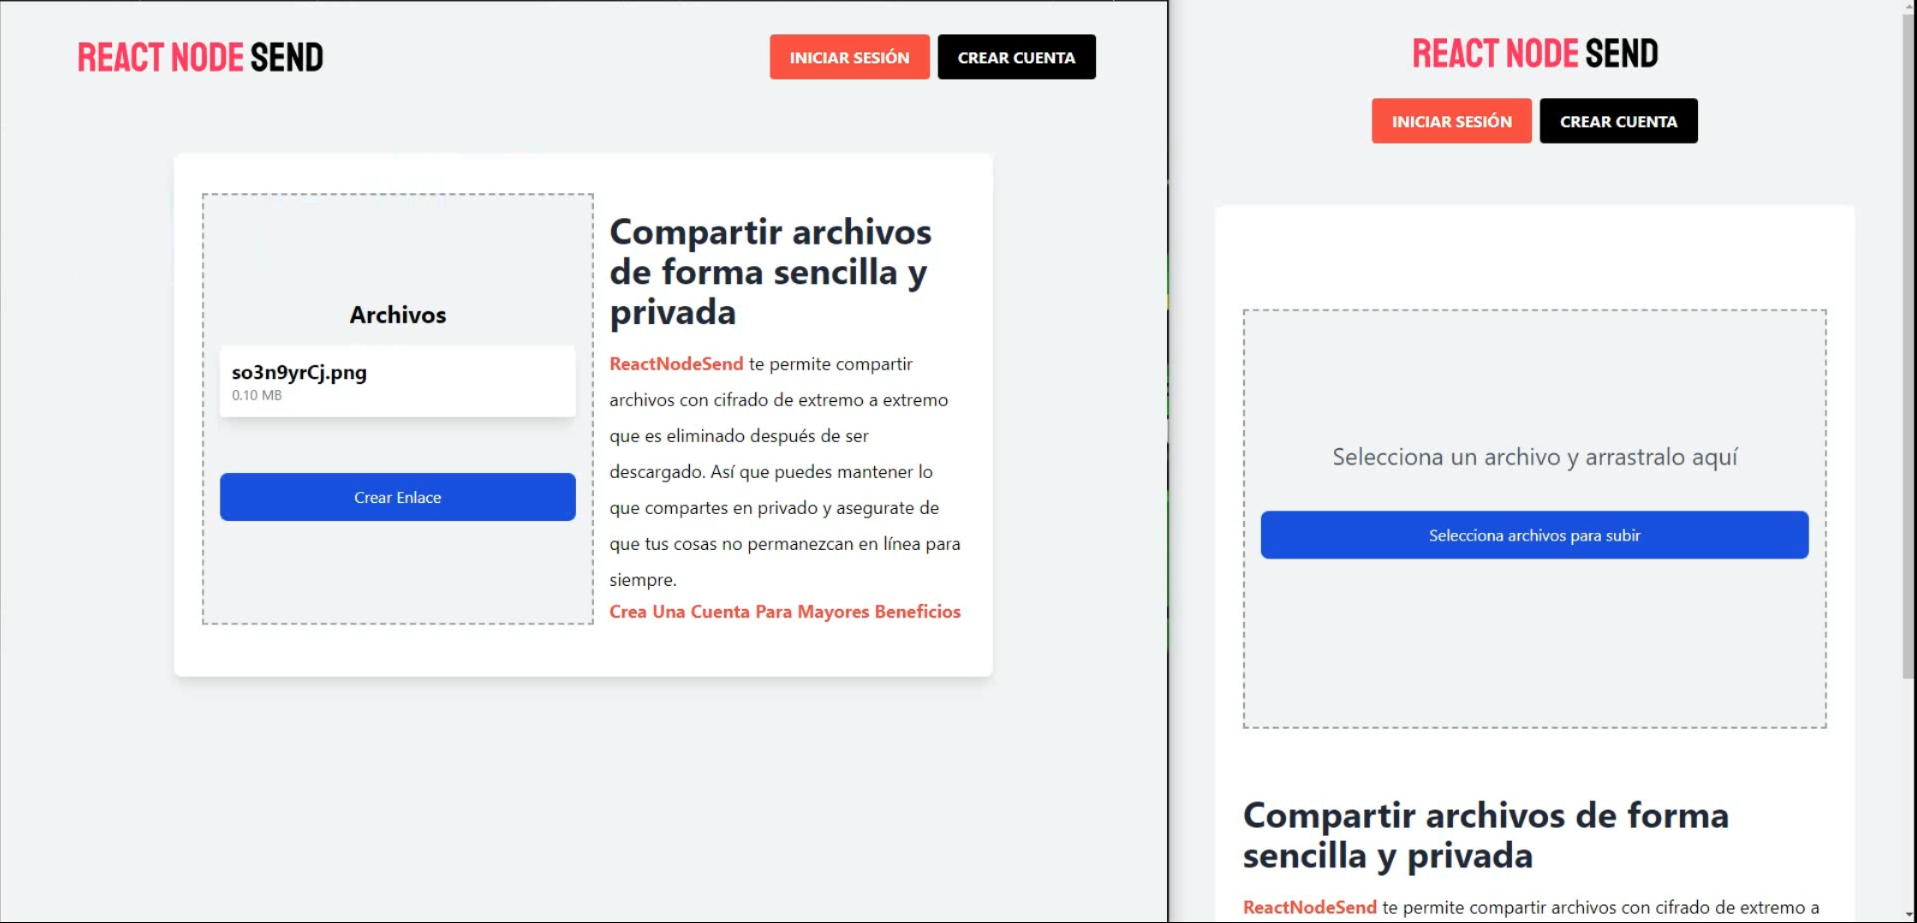 REACT NODE SEND
INICIAR SESIÓN
CREAR CUENTA
Archivos
so3n9yrCj.png
0.10 MB
Crear Enlace
Compartir archivos
de forma sencilla y
privada
ReactNodeSend te permite compartir
archivos con cifrado de extremo a extremo
que es eliminado después de ser
descargado. Así que puedes mantener lo
que compartes en privado y asegurate de
que tus cosas no permanezcan en línea para
siempre.
Crea Una Cuenta Para Mayores Beneficios
REACT NODE SEND
INICIAR SESIÓN
CREAR CUENTA
Selecciona un archivo y arrastralo aquí
Selecciona archivos para subir
Compartir archivos de forma
sencilla y privada
ReactNodeSend te permite compartir archivos con cifrado de extremo a